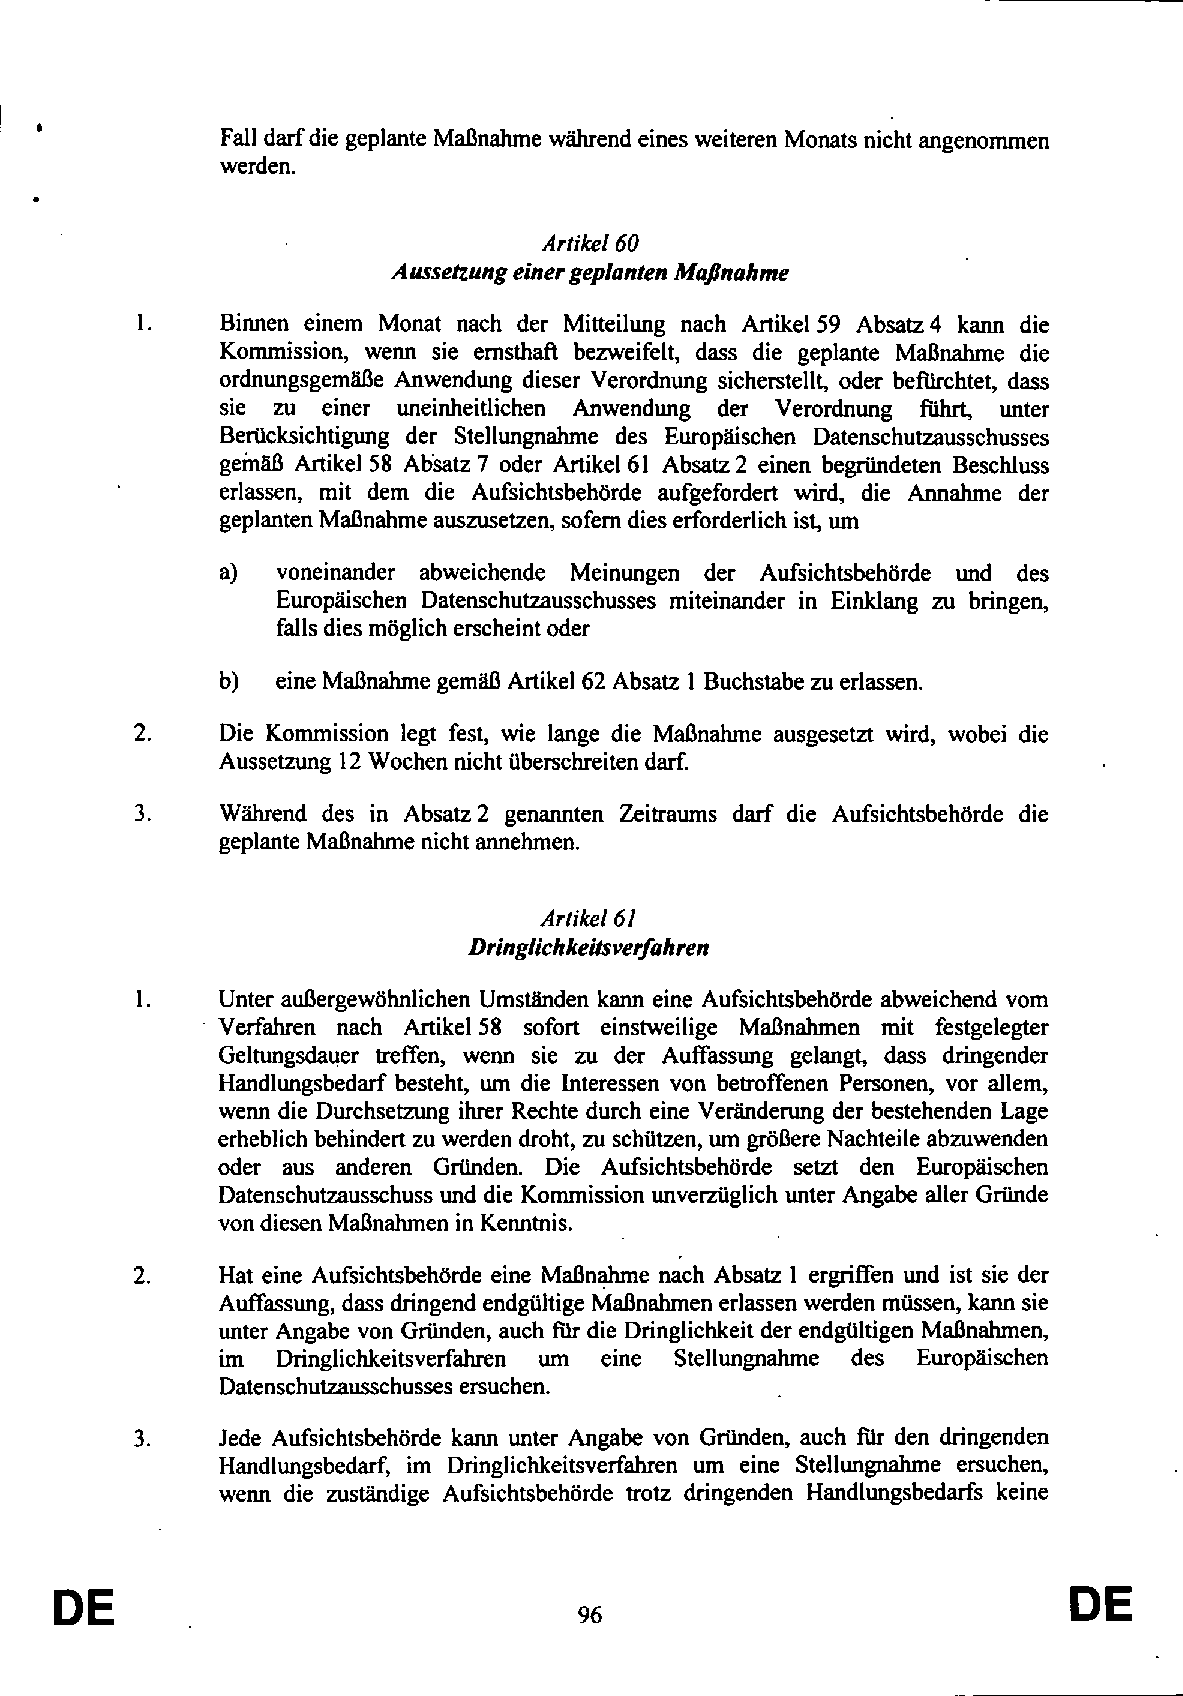 Fall darf die geplante Maßnahme während eines weiteren Monats nicht angenommen
werden.
Artikel 60
Aussetzung einer geplanten Maßnahme
1. Binnen einem Monat nach der Mitteilung nach Artikel 59 Absatz 4 kann die
Kommission, wenn sie ernsthaft bezweifelt, dass die geplante Maßnahme die
ordnungsgemäße Anwendung dieser Verordnung sicherstellt, oder befürchtet, dass
sie zu einer uneinheitlichen Anwendung der Verordnung führt, unter
Berücksichtigung der Stellungnahme des Europäischen Datenschutzausschusses
gemäß Artikel 58 Absatz 7 oder Artikel 61 Absatz 2 einen begründeten Beschluss
erlassen, mit dem die Aufsichtsbehörde aufgefordert wird, die Annahme der
geplanten Maßnahme auszusetzen, sofern dies erforderlich ist, um
a) voneinander abweichende Meinungen der Aufsichtsbehörde und des
Europäischen Datenschutzausschusses miteinander in Einklang zu bringen,
falls dies möglich erscheint oder
b) eine Maßnahme gemäß Artikel 62 Absatz 1 Buchstabe zu erlassen.
2. Die Kommission legt fest, wie lange die Maßnahme ausgesetzt wird, wobei die
Aussetzung 12 Wochen nicht überschreiten darf.
3. Während des in Absatz 2 genannten Zeitraums darf die Aufsichtsbehörde die
geplante Maßnahme nicht annehmen.
Artikel 61
Dringlichkeitsverfahren
1. Unter außergewöhnlichen Umständen kann eine Aufsichtsbehörde abweichend vom
Verfahren nach Artikel 58 sofort einstweilige Maßnahmen mit festgelegter
Geltungsdauer treffen, wenn sie zu der Auffassung gelangt, dass dringender
Handlungsbedarf besteht, um die Interessen von betroffenen Personen, vor allem,
wenn die Durchsetzung ihrer Rechte durch eine Veränderung der bestehenden Lage
erheblich behindert zu werden droht, zu schützen, um größere Nachteile abzuwenden
oder aus anderen Gründen. Die Aufsichtsbehörde setzt den Europäischen
Datenschutzausschuss und die Kommission unverzüglich unter Angabe aller Gründe
von diesen Maßnahmen in Kenntnis.
2. Hat eine Aufsichtsbehörde eine Maßnahme nach Absatz 1 ergriffen und ist sie der
Auffassung, dass dringend endgültige Maßnahmen erlassen werden müssen, kann sie
unter Angabe von Gründen, auch für die Dringlichkeit der endgültigen Maßnahmen,
im Dringlichkeitsverfahren um eine Stellungnahme des Europäischen
Datenschutzausschusses ersuchen.
3. Jede Aufsichtsbehörde kann unter Angabe von Gründen, auch für den dringenden
Handlungsbedarf, im Dringlichkeitsverfahren um eine Stellungnahme ersuchen,
wenn die zuständige Aufsichtsbehörde trotz dringenden Handlungsbedarfs keine
DE 96 DE